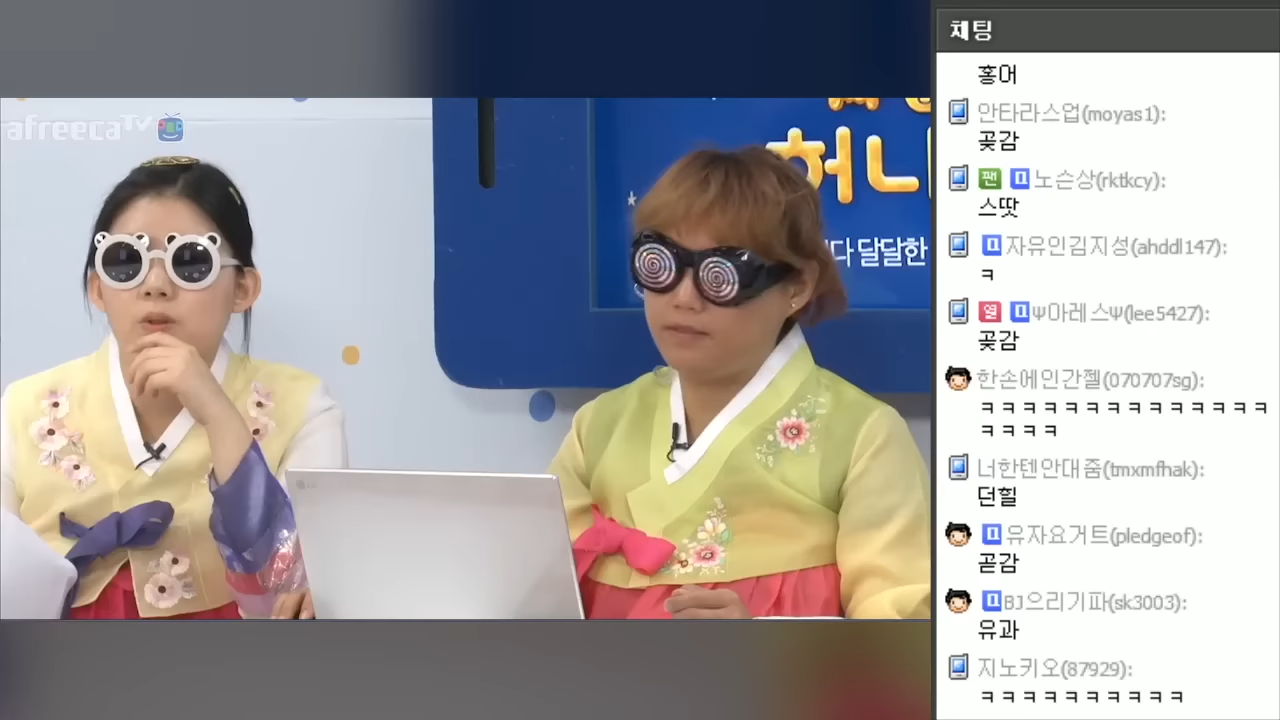 afreecaTV
허니
다 달달한
LG
채팅
홍어
안타라스업(moyas1):
곶감
팬 노슨상(rktkcy):
스땃
자유인김지성(ahddl147):
ㅋ
열 Ψ아레스Ψ(lee5427):
곶감
한손에인간젤(070707sg):
ㅋㅋㅋㅋㅋㅋㅋㅋㅋㅋㅋㅋㅋㅋ
ㅋㅋㅋㅋ
너한텐안대줌(tmxmfhak):
던힐
유자요거트(pledgeof):
곧감
BJ으리기파(sk3003):
유과
지노키오(87929):
ㅋㅋㅋㅋㅋㅋㅋㅋㅋㅋ